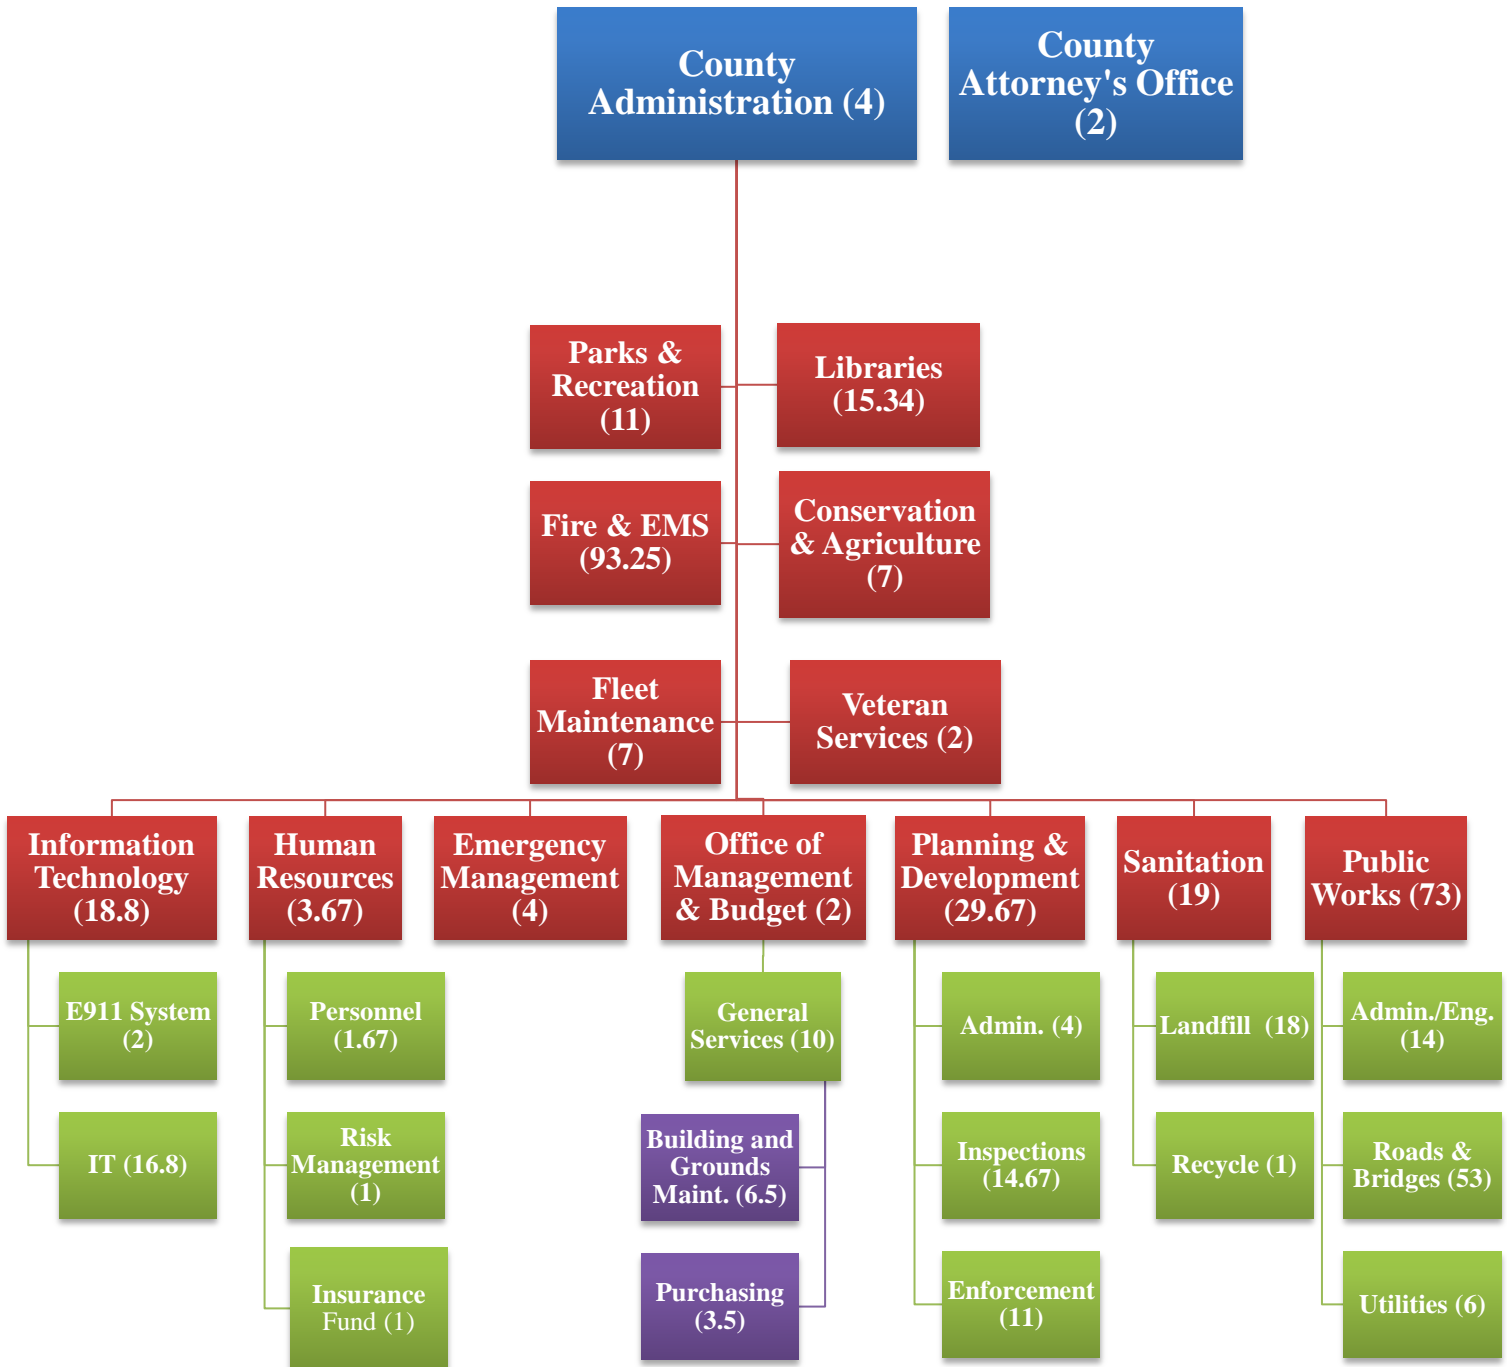 County
Administration (4)
County
Attorney's Office
(2)
Parks &
Recreation
(11)
Libraries
(15.34)
Fire & EMS
(93.25)
Conservation
& Agriculture
(7)
Fleet
Maintenance
(7)
Veteran
Services (2)
Information
Technology
(18.8)
Human
Resources
(3.67)
Emergency
Management
(4)
Office of
Management
& Budget (2)
Planning &
Development
(29.67)
Sanitation
(19)
Public
Works (73)
E911 System
(2)
Personnel
(1.67)
General
Services (10)
Admin. (4)
Landfill (18)
Admin./Eng.
(14)
IT (16.8)
Risk
Management
(1)
Building and
Grounds
Maint. (6.5)
Inspections
(14.67)
Recycle (1)
Roads &
Bridges (53)
Insurance
Fund (1)
Purchasing
(3.5)
Enforcement
(11)
Utilities (6)